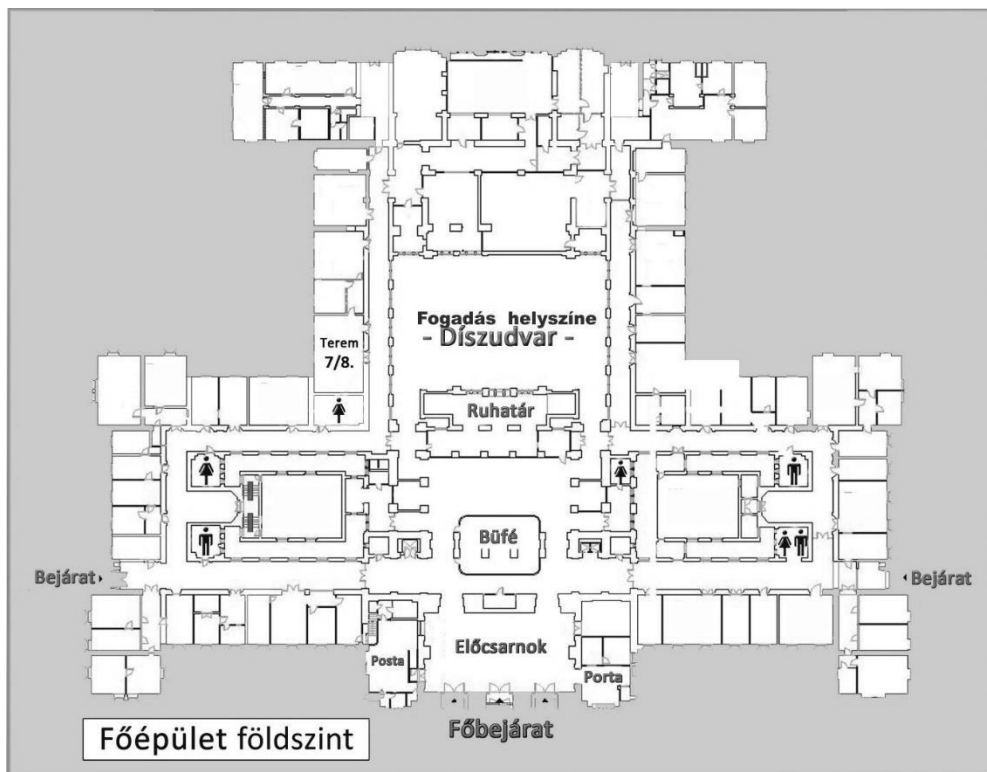 Fogadás helyszíne
- Díszudvar -
Terem
7/8.
Ruhatár
Büfé
Bejárat
Bejárat
Előcsarnok
Posta
Porta
Főbejárat
Főépület földszint